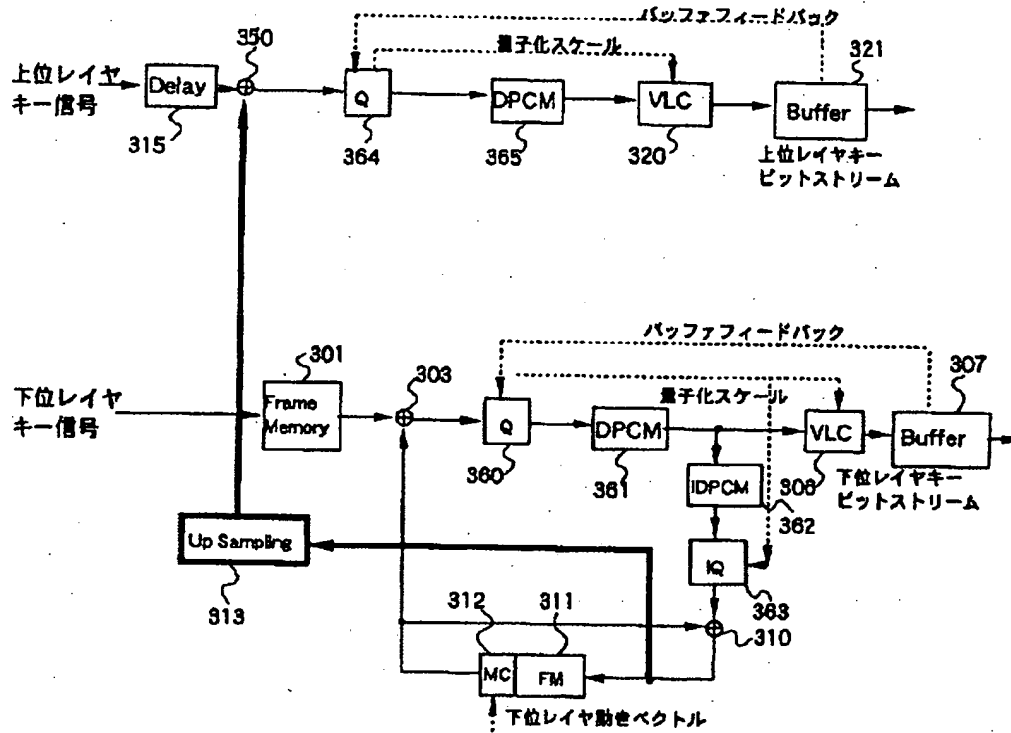 バッファフィードバック
350
量子化スケール
321
上位レイヤ
キー信号
Delay
Q
DPCM
VLC
Buffer
315
364
365
320
上位レイヤキー
ビットストリーム
バッファフィードバック
301
303
307
量子化スケール
下位レイヤ
キー信号
Frame
Memory
Q
DPCM
VLC
Buffer
360
361
306
下位レイヤキー
ビットストリーム
IDPCM
362
Up Sampling
IQ
313
312
311
363
310
MC
FM
下位レイヤ動きベクトル